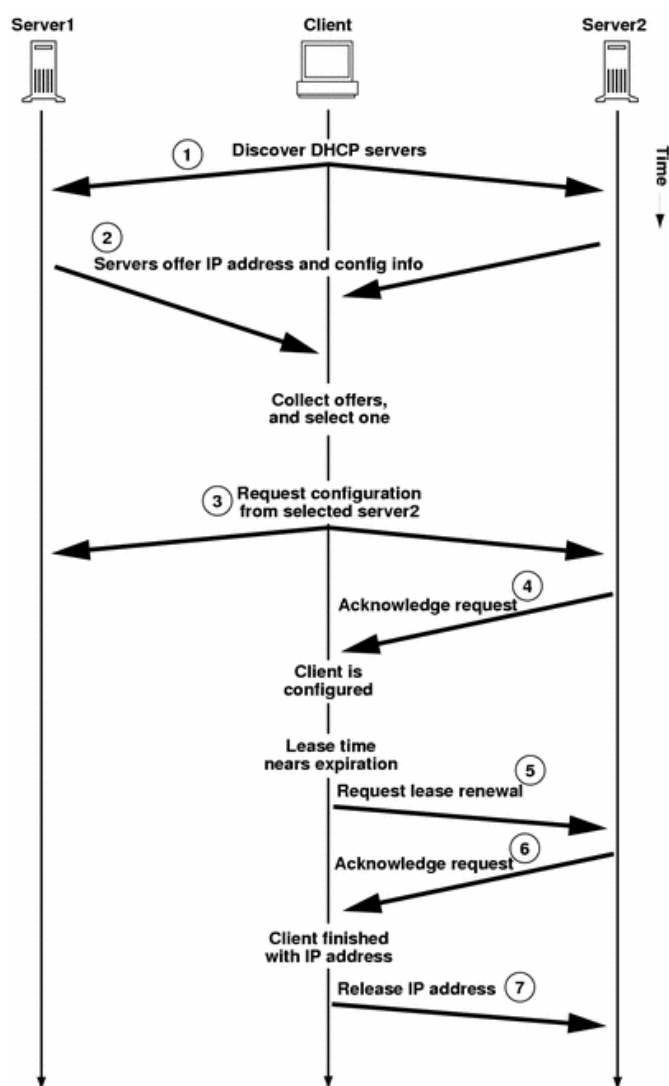 Server1
Client
Server2
Time
1
Discover DHCP servers
2
Servers offer IP address and config info
Collect offers,
and select one
3
Request configuration
from selected server2
4
Acknowledge request
Client is
configured
Lease time
nears expiration
5
Request lease renewal
6
Acknowledge request
Client finished
with IP address
Release IP address
7